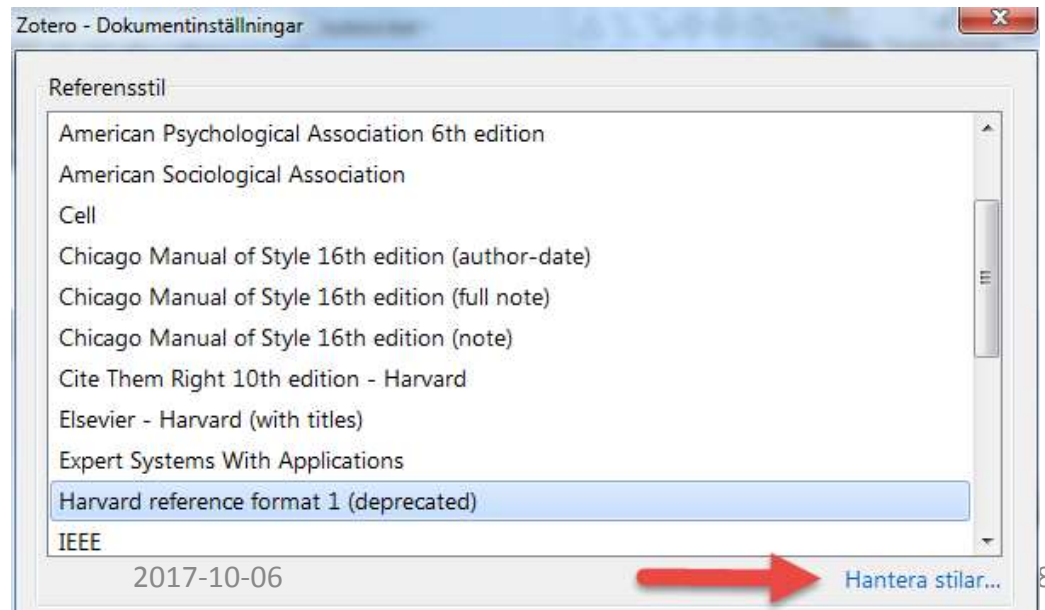 Zotero - Dokumentinställningar
Referensstil
American Psychological Association 6th edition
American Sociological Association
Cell
Chicago Manual of Style 16th edition (author-date)
Chicago Manual of Style 16th edition (full note)
Chicago Manual of Style 16th edition (note)
Cite Them Right 10th edition - Harvard
Elsevier - Harvard (with titles)
Expert Systems With Applications
Harvard reference format 1 (deprecated)
IEEE
2017-10-06
Hantera stilar...